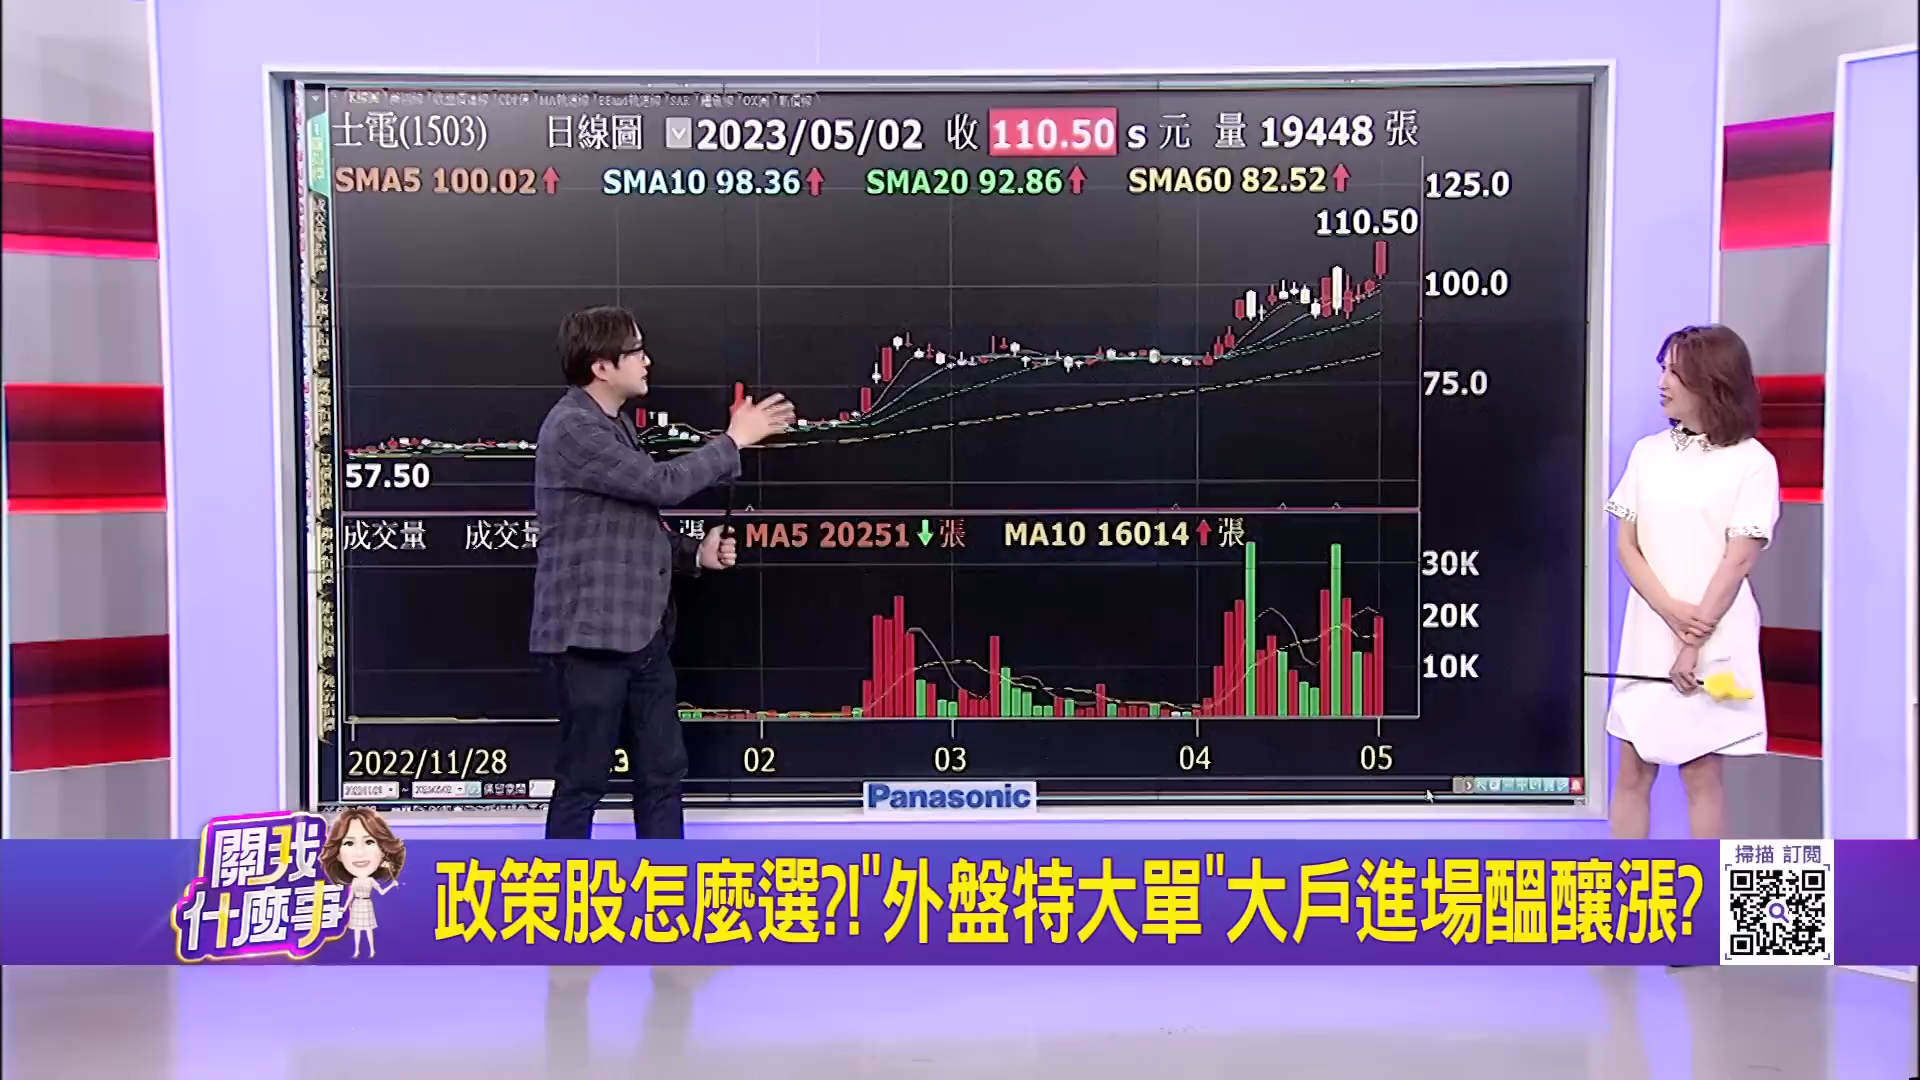 士電(1503) 日線圖 2023/05/02 收 110.50 s 元 量 19448 張
SMA5 100.02↑ SMA10 98.36↑ SMA20 92.86↑ SMA60 82.52↑
125.0
110.50
100.0
75.0
57.50
成交量 成交量 張 MA5 20251↓張 MA10 16014↑張
30K
20K
10K
2022/11/28 3 02 03 04 05
Panasonic
關我
什麼事
政策股怎麼選?!"外盤特大單"大戶進場醞釀漲?
掃描 訂閱